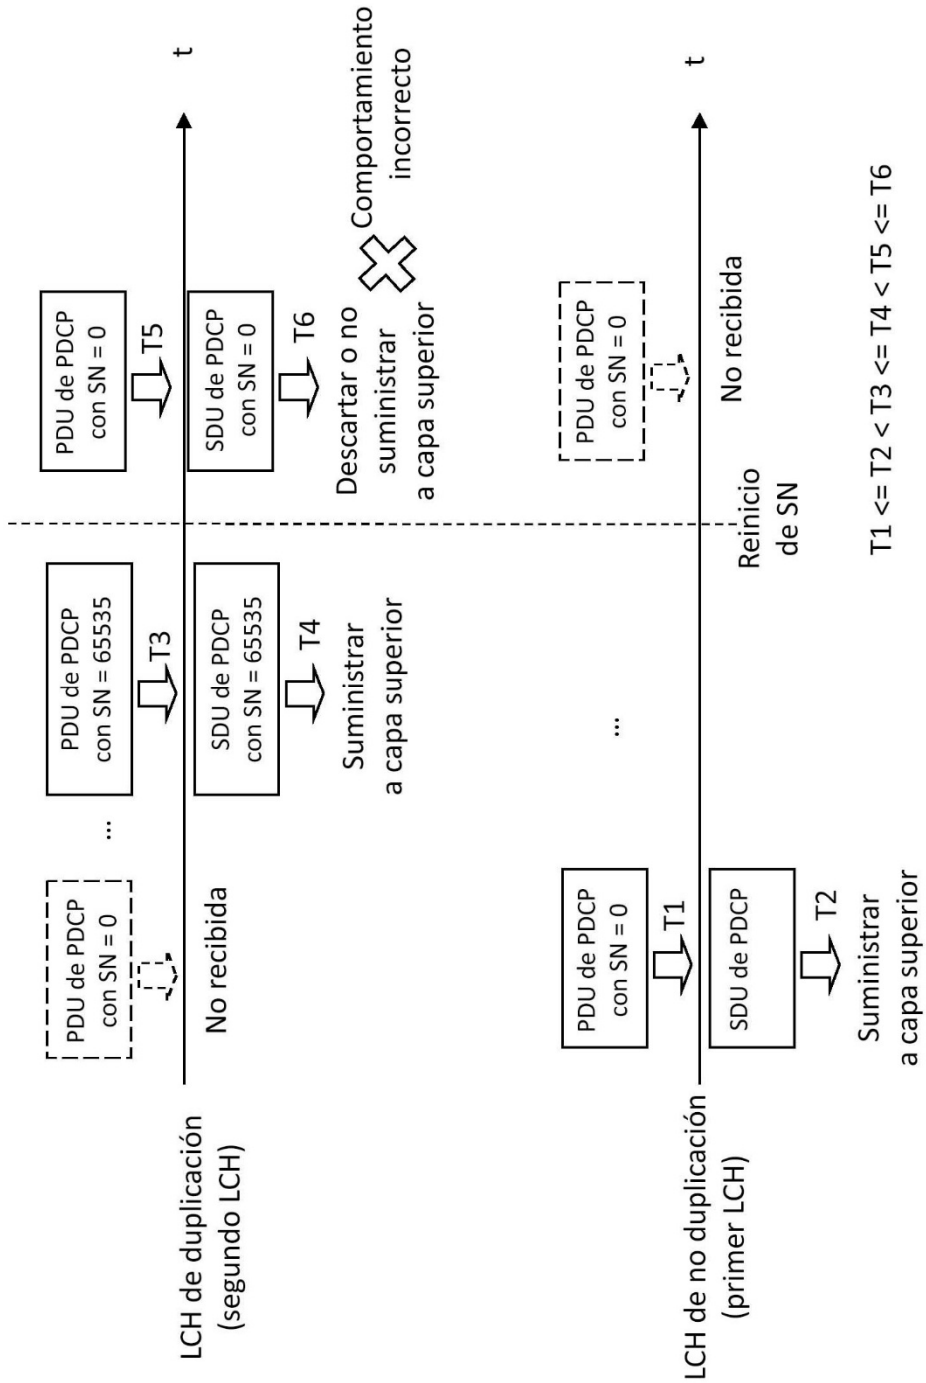 LCH de duplicación
(segundo LCH)
PDU de PDCP
con SN = 0
No recibida
...
PDU de PDCP
con SN = 65535
T3
SDU de PDCP
con SN = 65535
T4
Suministrar
a capa superior
PDU de PDCP
con SN = 0
T5
SDU de PDCP
con SN = 0
T6
Descartar o no
suministrar
a capa superior
Comportamiento
incorrecto
t
LCH de no duplicación
(primer LCH)
PDU de PDCP
con SN = 0
T1
SDU de PDCP
T2
Suministrar
a capa superior
...
Reinicio
de SN
PDU de PDCP
con SN = 0
No recibida
t
T1 <= T2 < T3 <= T4 < T5 <= T6